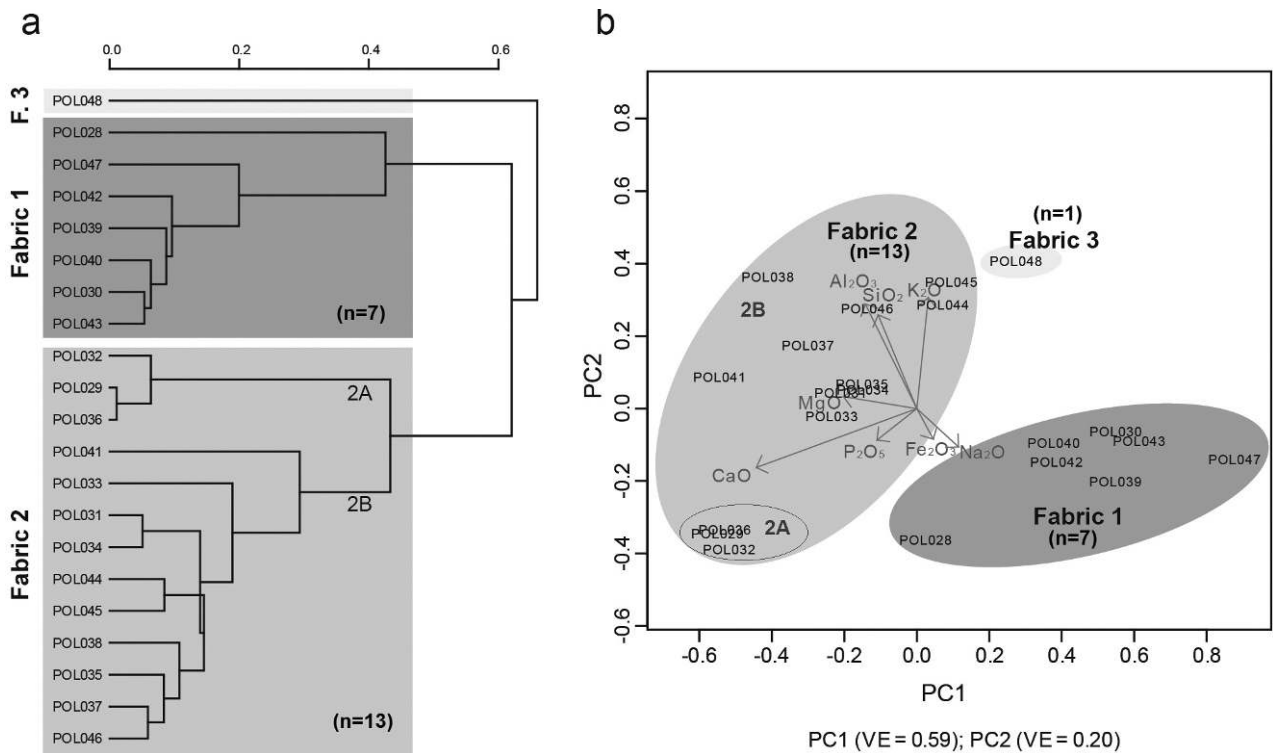 a
0.0 0.2 0.4 0.6
F. 3
POL048
Fabric 1
POL028
POL047
POL042
POL039
POL040
POL030
POL043
(n=7)
Fabric 2
POL032
POL029
POL036
2A
POL041
POL033
2B
POL031
POL034
POL044
POL045
POL038
POL035
POL037
POL046
(n=13)
b
PC2
0.8
0.6
0.4
0.2
0.0
-0.2
-0.4
-0.6
(n=1)
Fabric 3
POL048
Fabric 2
(n=13)
POL038
Al₂O₃
SiO₂
K₂O
POL045
POL044
POL046
2B
POL037
POL041
POL035
POL034
POL031
MgO
POL033
P₂O₅
Fe₂O₃
Na₂O
CaO
POL036
POL029
POL032
2A
POL030
POL040
POL043
POL042
POL047
POL039
Fabric 1
(n=7)
POL028
-0.6 -0.4 -0.2 0.0 0.2 0.4 0.6 0.8
PC1
PC1 (VE = 0.59); PC2 (VE = 0.20)